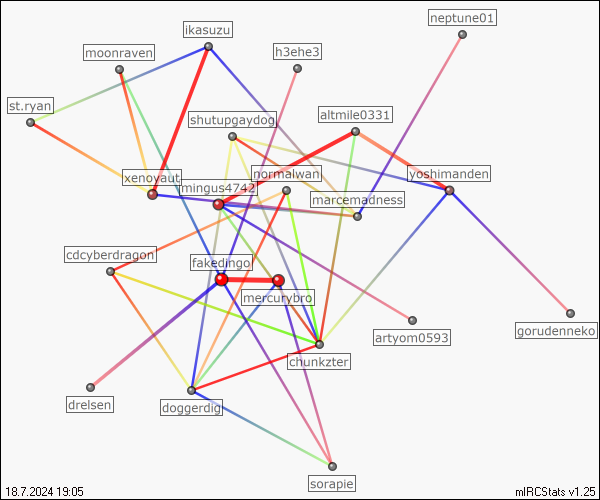 neptune01
ikasuzu
moonraven
h3ehe3
st.ryan
altmile0331
shutupgaydog
normalwan
yoshimanden
xenoyaut
mingus4742
marcemadness
cdcyberdragon
fakedingo
mercurybro
gorudenneko
artyom0593
chunkzter
drelsen
doggerdig
sorapie
18.7.2024 19:05
mIRCStats v1.25